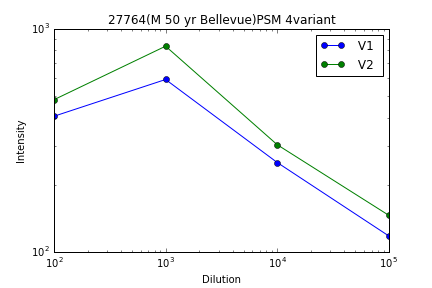 27764(M 50 yr Bellevue)PSM 4variant
10³
V1
V2
Intensity
10²
10² 10³ 10⁴ 10⁵
Dilution